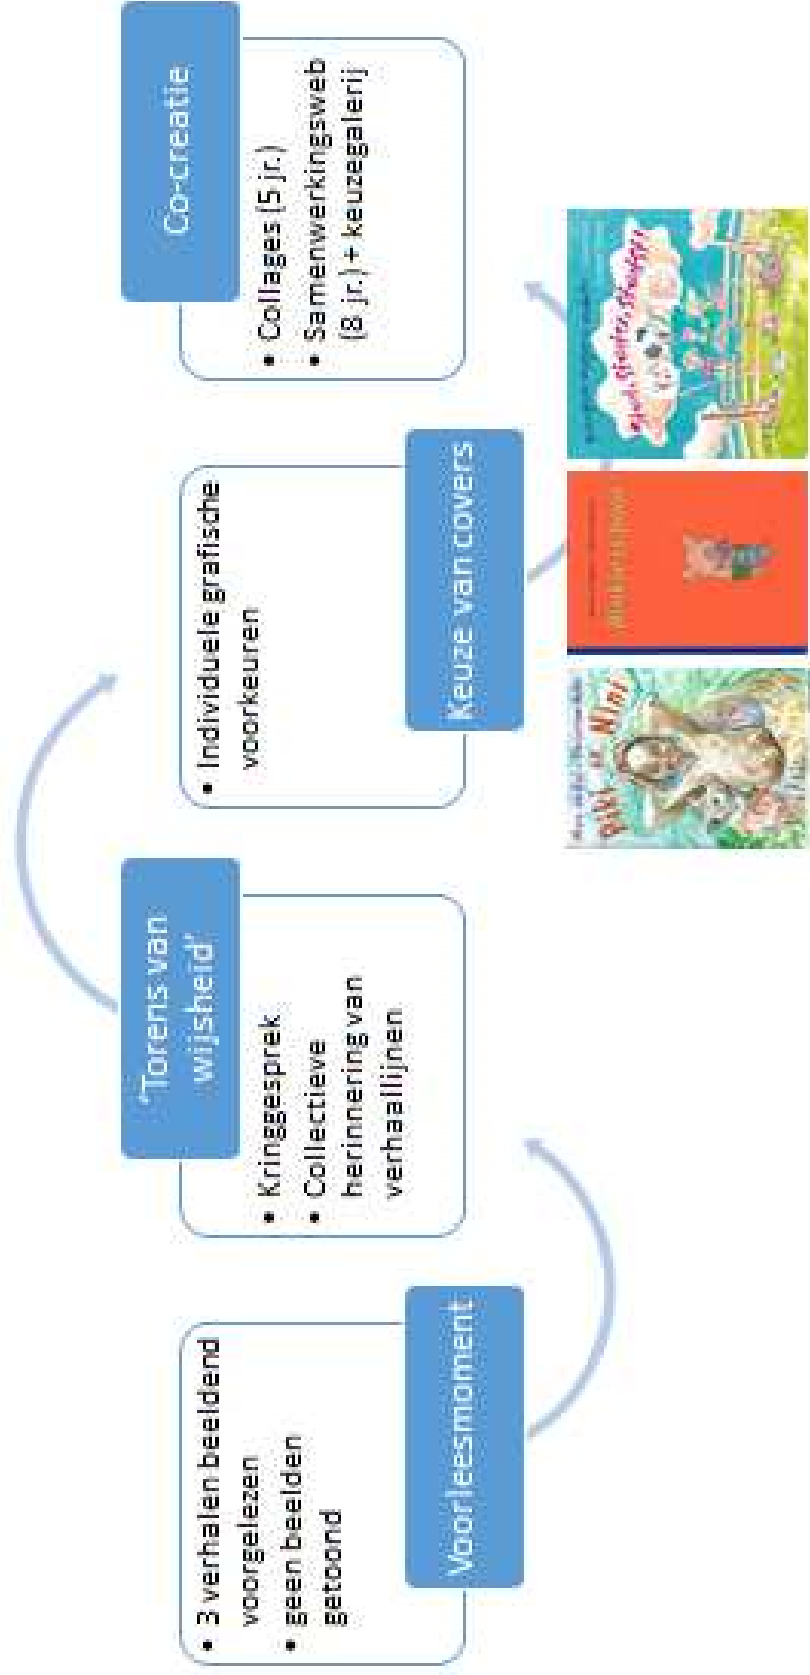 • 3 verhalen beeldend
voorgelezen
• geen beelden
getoond
Voorleesmoment
'Torens van
wijsheid'
• Kringgesprek
• Collectieve
herinnering van
verhaallijnen
• Individuele grafische
voorkeuren
Keuze van covers
Co-creatie
• Collages (5 jr.)
• Samenwerkingsweb
(8 jr.) + keuzegalerij
Nini